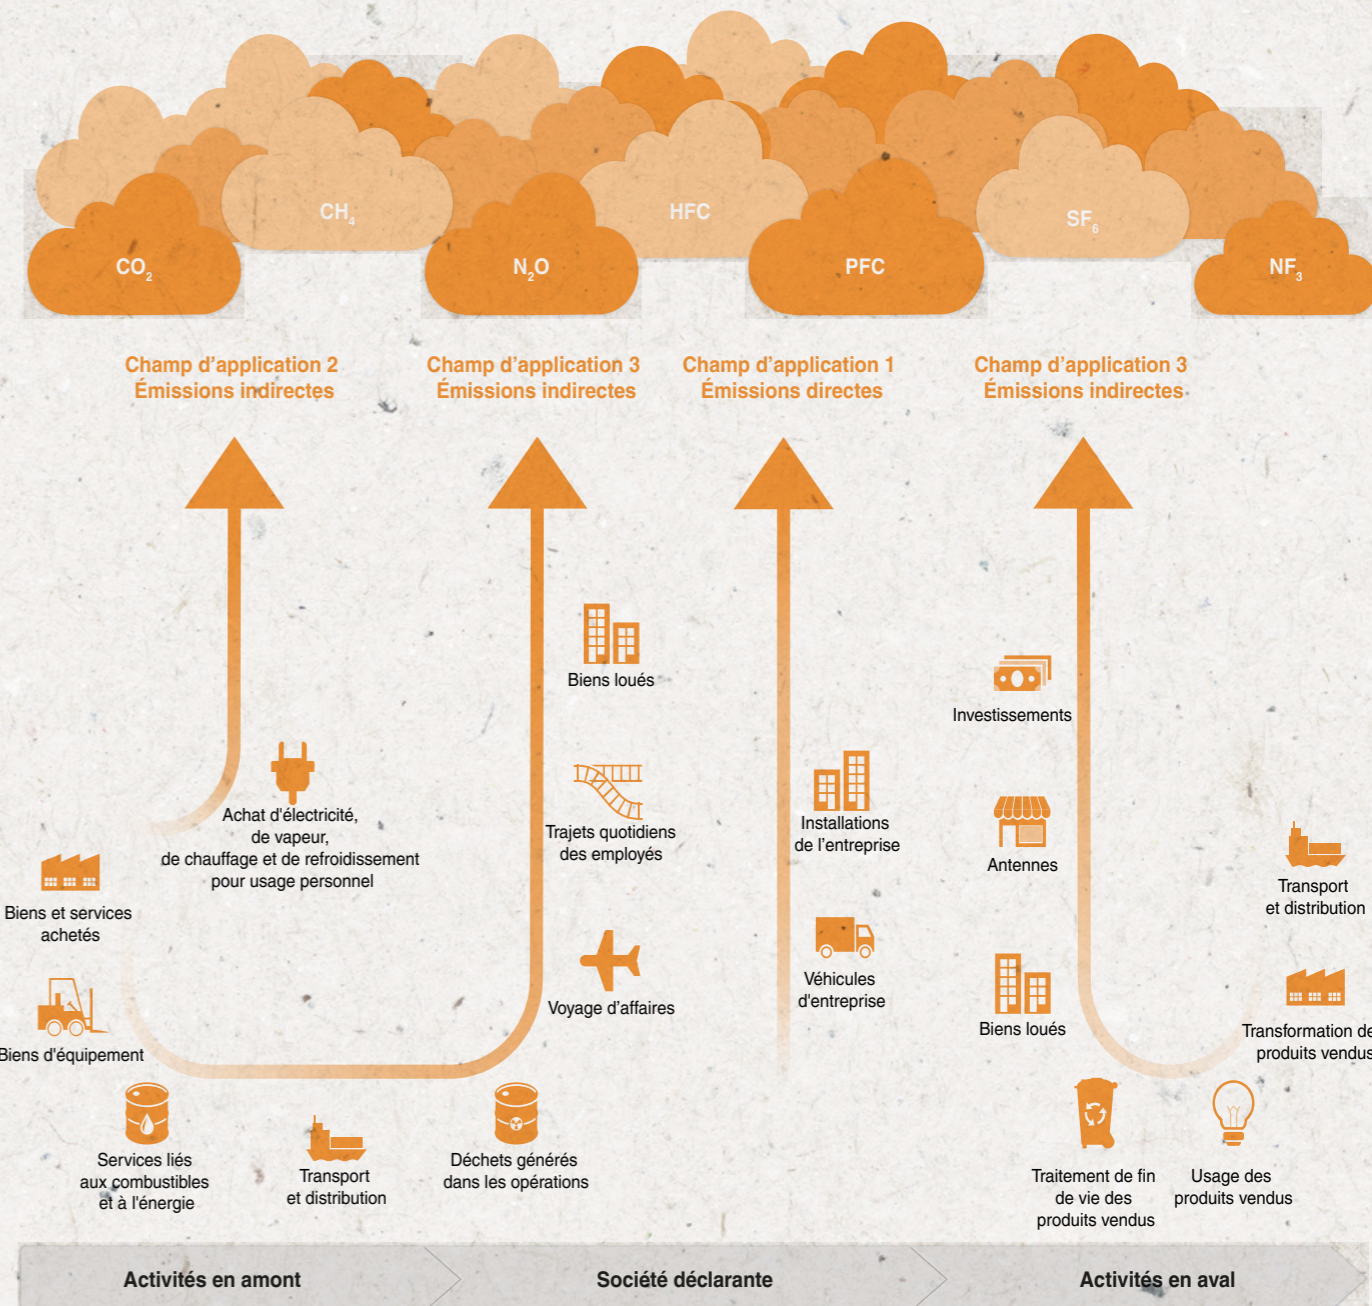 CH₄
HFC
SF₆
CO₂
N₂O
PFC
NF₃
Champ d’application 2
Émissions indirectes
Champ d’application 3
Émissions indirectes
Champ d’application 1
Émissions directes
Champ d’application 3
Émissions indirectes
Biens loués
Investissements
Achat d'électricité,
de vapeur,
de chauffage et de refroidissement
pour usage personnel
Trajets quotidiens
des employés
Installations
de l’entreprise
Antennes
Transport
et distribution
Biens et services
achetés
Voyage d’affaires
Véhicules
d'entreprise
Biens loués
Transformation de
produits vendus
Biens d'équipement
Services liés
aux combustibles
et à l'énergie
Transport
et distribution
Déchets générés
dans les opérations
Traitement de fin
de vie des
produits vendus
Usage des
produits vendus
Activités en amont
Société déclarante
Activités en aval